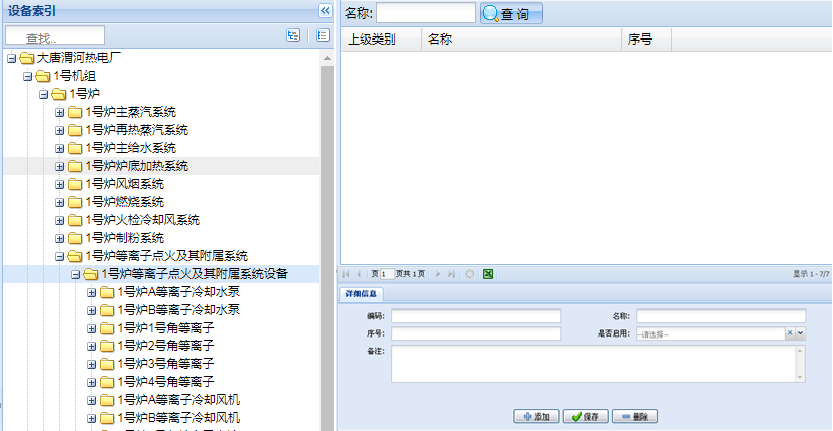 设备索引
查找..
大唐渭河热电厂
1号机组
1号炉
1号炉主蒸汽系统
1号炉再热蒸汽系统
1号炉主给水系统
1号炉炉底加热系统
1号炉风烟系统
1号炉燃烧系统
1号炉火检冷却风系统
1号炉制粉系统
1号炉等离子点火及其附属系统
1号炉等离子点火及其附属系统设备
1号炉A等离子冷却水泵
1号炉B等离子冷却水泵
1号炉1号角等离子
1号炉2号角等离子
1号炉3号角等离子
1号炉4号角等离子
1号炉A等离子冷却风机
1号炉B等离子冷却风机
名称: 查 询
上级类别 名称 序号
页 1 页共 1 页 显示 1 - 7/7
详细信息
编码: 名称:
序号: 是否启用: --请选择--
备注:
添加 保存 删除